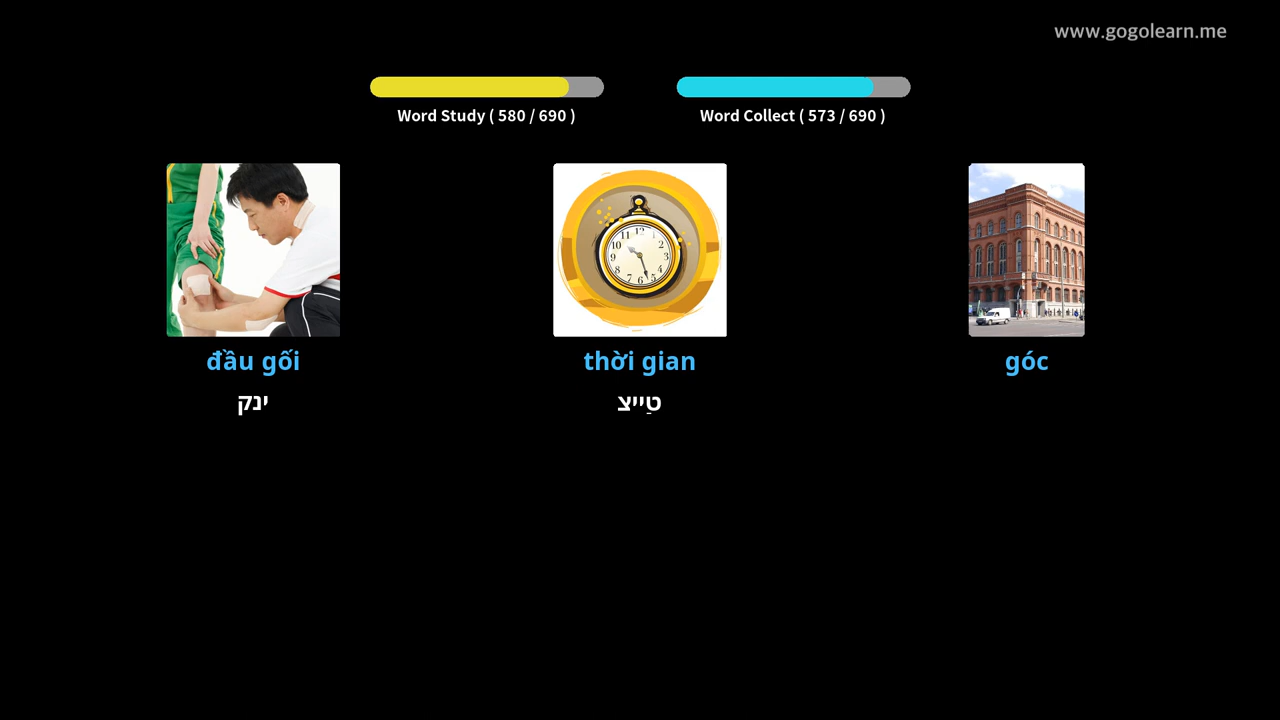 www.gogolearn.me
Word Study ( 580 / 690 )
Word Collect ( 573 / 690 )
đầu gối
thời gian
góc
ינק
טַייצ